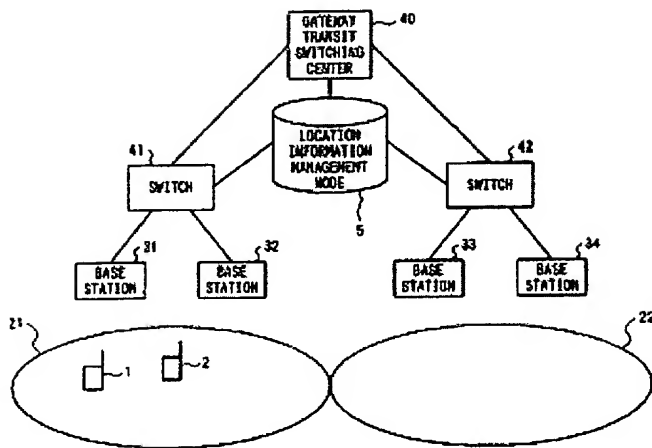 GATEWAY
TRANSIT
SWITCHING
CENTER
40
LOCATION
INFORMATION
MANAGEMENT
NODE
5
41
SWITCH
42
SWITCH
31
BASE
STATION
32
BASE
STATION
33
BASE
STATION
34
BASE
STATION
21
1
2
22